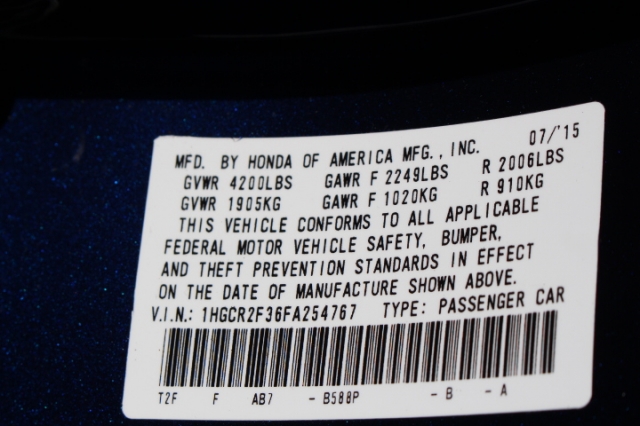 MFD. BY HONDA OF AMERICA MFG., INC. 07/'15
GVWR 4200LBS GAWR F 2249LBS R 2006LBS
GVWR 1905KG GAWR F 1020KG R 910KG
THIS VEHICLE CONFORMS TO ALL APPLICABLE
FEDERAL MOTOR VEHICLE SAFETY, BUMPER,
AND THEFT PREVENTION STANDARDS IN EFFECT
ON THE DATE OF MANUFACTURE SHOWN ABOVE.
V.I.N.: 1HGCR2F36FA254767 TYPE: PASSENGER CAR
T2F F AB7 - B588P - B - A